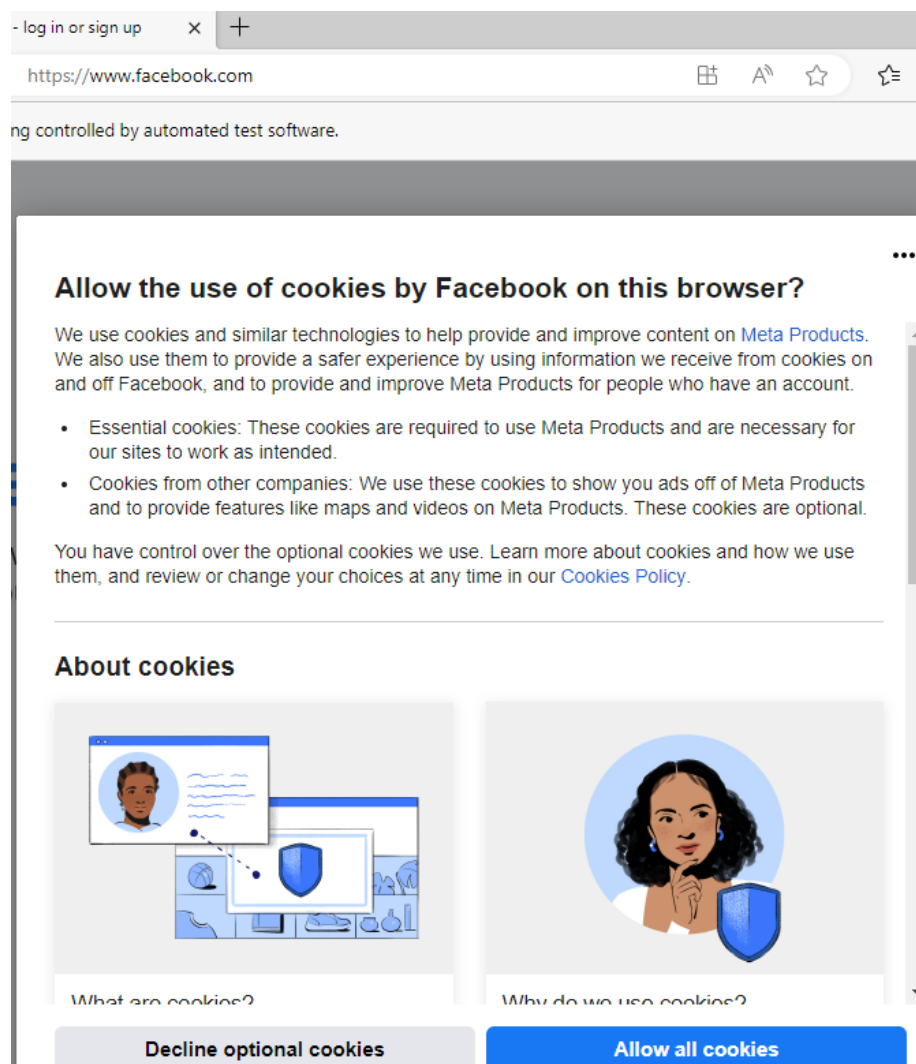 - log in or sign up
https://www.facebook.com
ng controlled by automated test software.
Allow the use of cookies by Facebook on this browser?
We use cookies and similar technologies to help provide and improve content on Meta Products.
We also use them to provide a safer experience by using information we receive from cookies on
and off Facebook, and to provide and improve Meta Products for people who have an account.
• Essential cookies: These cookies are required to use Meta Products and are necessary for
our sites to work as intended.
• Cookies from other companies: We use these cookies to show you ads off of Meta Products
and to provide features like maps and videos on Meta Products. These cookies are optional.
You have control over the optional cookies we use. Learn more about cookies and how we use
them, and review or change your choices at any time in our Cookies Policy.
About cookies
What are cookies?
Why do we use cookies?
Decline optional cookies
Allow all cookies